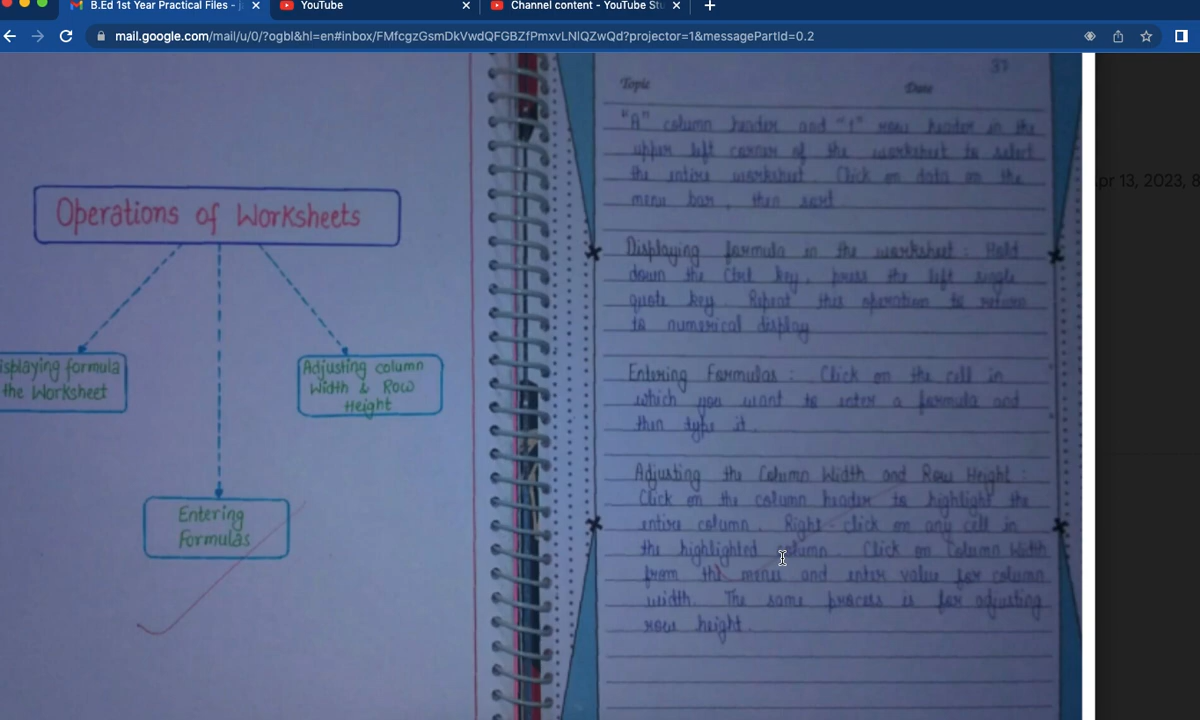 B.Ed 1st Year Practical Files -
YouTube
Channel content - YouTube Stu
mail.google.com/mail/u/0/?ogbl&hl=en#inbox/FMfcgzGsmDkVwdQFGBZfPmxvLNlQZwQd?projector=1&messagePartId=0.2
Apr 13, 2023, 8
Operations of Worksheets
isplaying formula
the Worksheet
Adjusting column
Width & Row
Height
Entering
Formulas
37
Topic
Date
"A" column header and "1" row header in the
upper left corner of the worksheet to select
the entire worksheet. Click on data on the
menu bar, then sort
Displaying formula in the worksheet: Hold
down the Ctrl key, press the left single
quote key. Repeat this operation to return
to numerical display
Entering Formulas: Click on the cell in
which you want to enter a formula and
then type it.
Adjusting the Column Width and Row Height:
Click on the column header to highlight the
entire column. Right click on any cell in
the highlighted column. Click on Column Width
from the menu and enter value for column
width. The same process is for adjusting
row height.